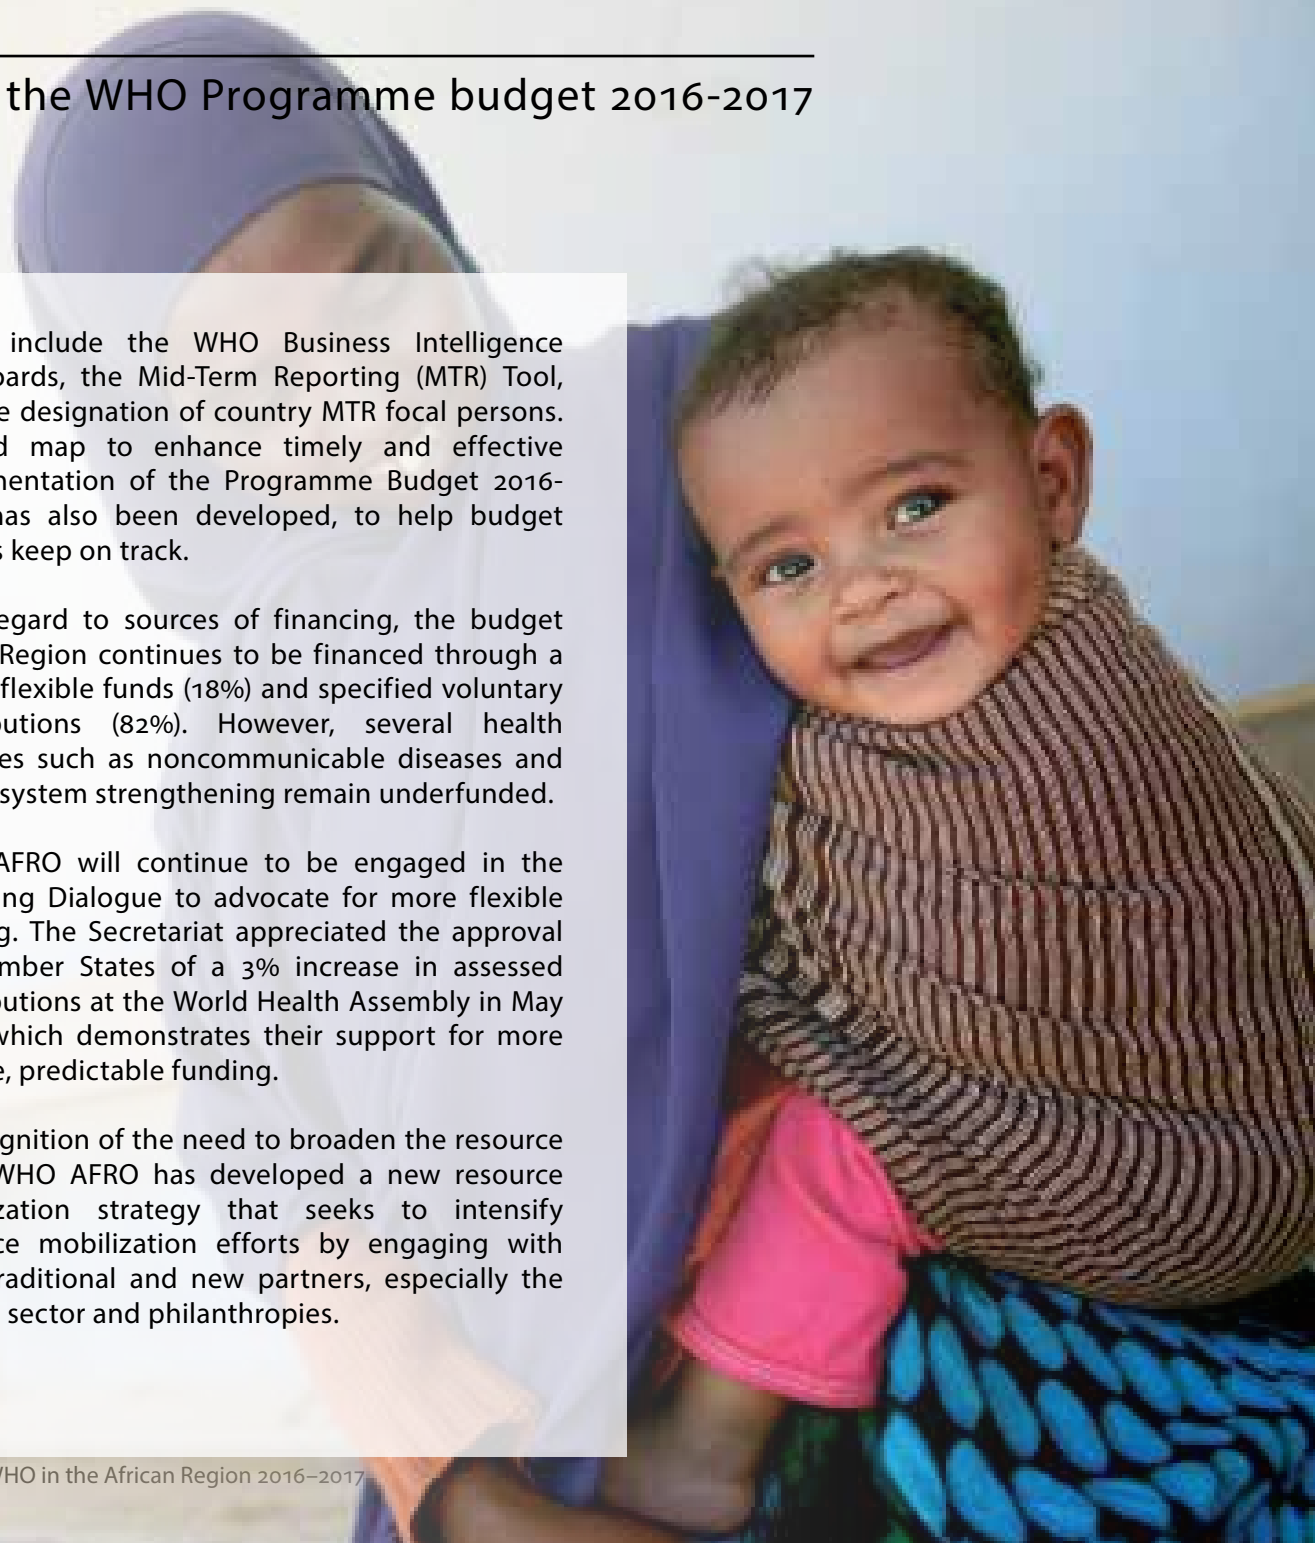 the WHO Programme budget 2016-2017
include the WHO Business Intelligence
oards, the Mid-Term Reporting (MTR) Tool,
e designation of country MTR focal persons.
d map to enhance timely and effective
mentation of the Programme Budget 2016-
has also been developed, to help budget
s keep on track.
egard to sources of financing, the budget
Region continues to be financed through a
flexible funds (18%) and specified voluntary
butions (82%). However, several health
es such as noncommunicable diseases and
system strengthening remain underfunded.
AFRO will continue to be engaged in the
ng Dialogue to advocate for more flexible
g. The Secretariat appreciated the approval
mber States of a 3% increase in assessed
butions at the World Health Assembly in May
which demonstrates their support for more
e, predictable funding.
gnition of the need to broaden the resource
WHO AFRO has developed a new resource
zation strategy that seeks to intensify
ce mobilization efforts by engaging with
traditional and new partners, especially the
sector and philanthropies.
WHO in the African Region 2016–2017